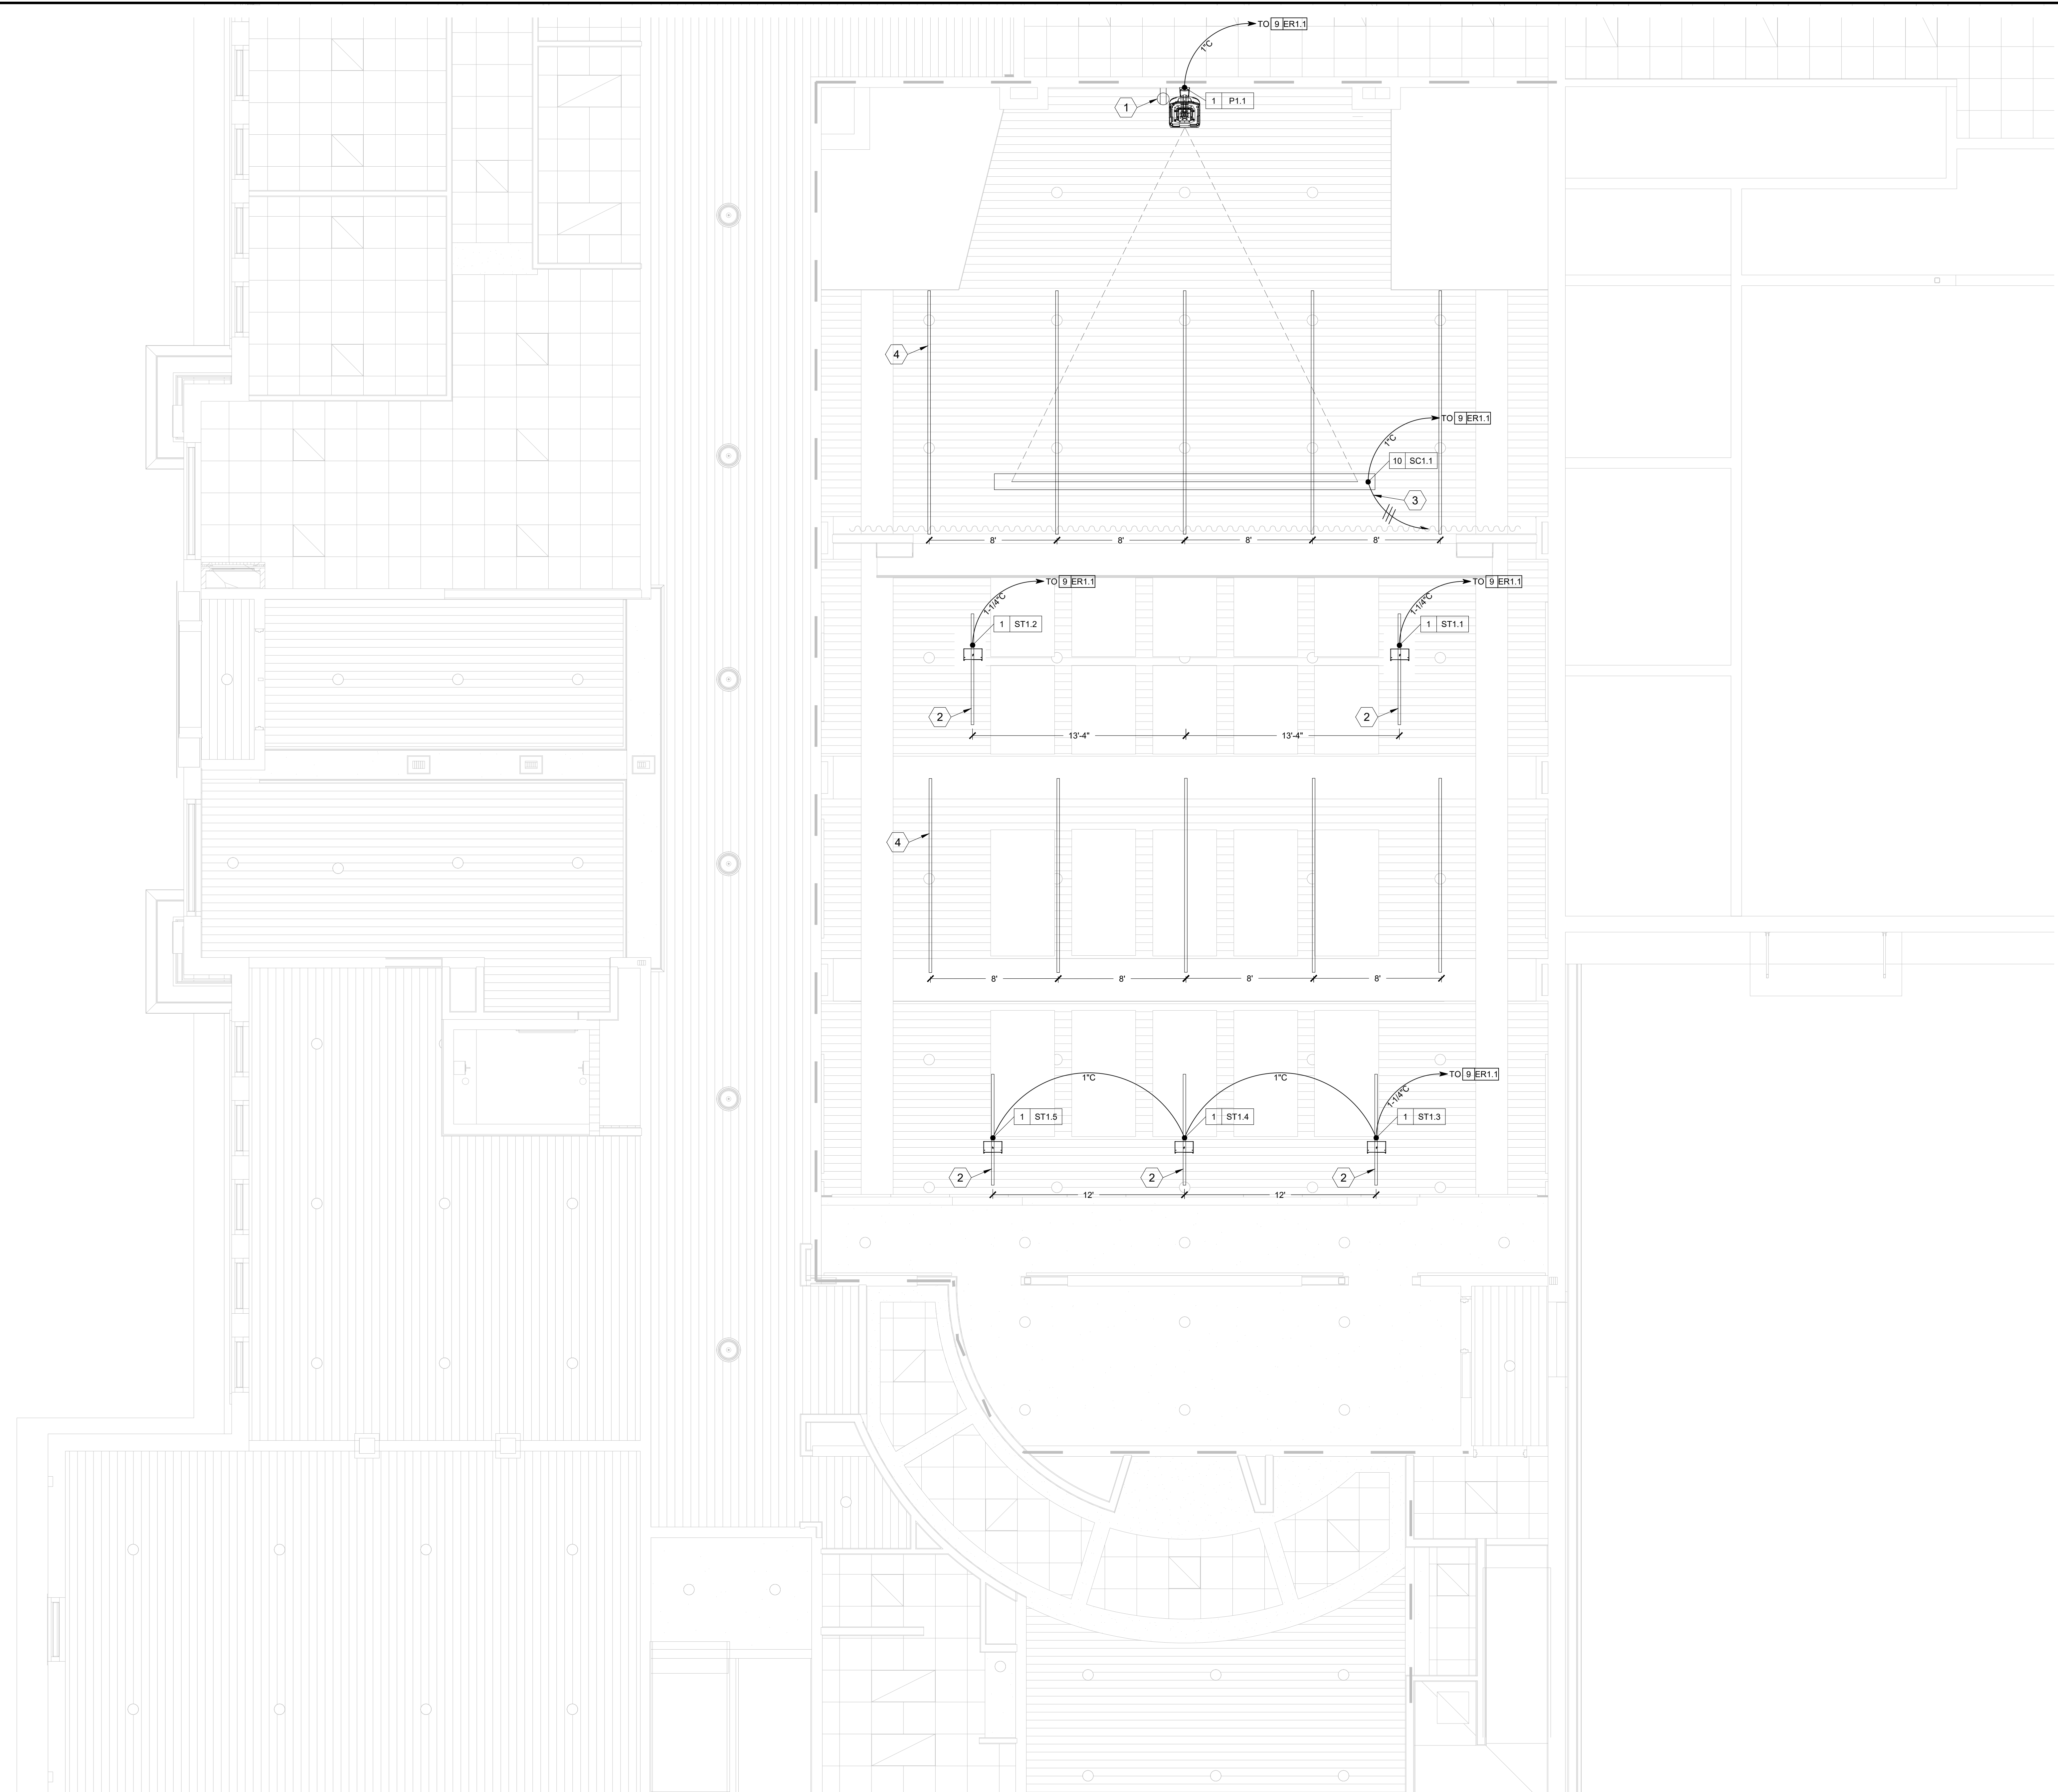 TO 9 ER1.1
1"C
1 P1.1
1
4
TO 9 ER1.1
1"C
10 SC1.1
3
8' 8' 8' 8'
TO 9 ER1.1
1-1/4"C
1 ST1.2
TO 9 ER1.1
1-1/4"C
1 ST1.1
2 2
13'-4" 13'-4"
4
8' 8' 8' 8'
1"C 1"C
TO 9 ER1.1
1-1/4"C
1 ST1.5
1 ST1.4
1 ST1.3
2 2 2
12' 12'